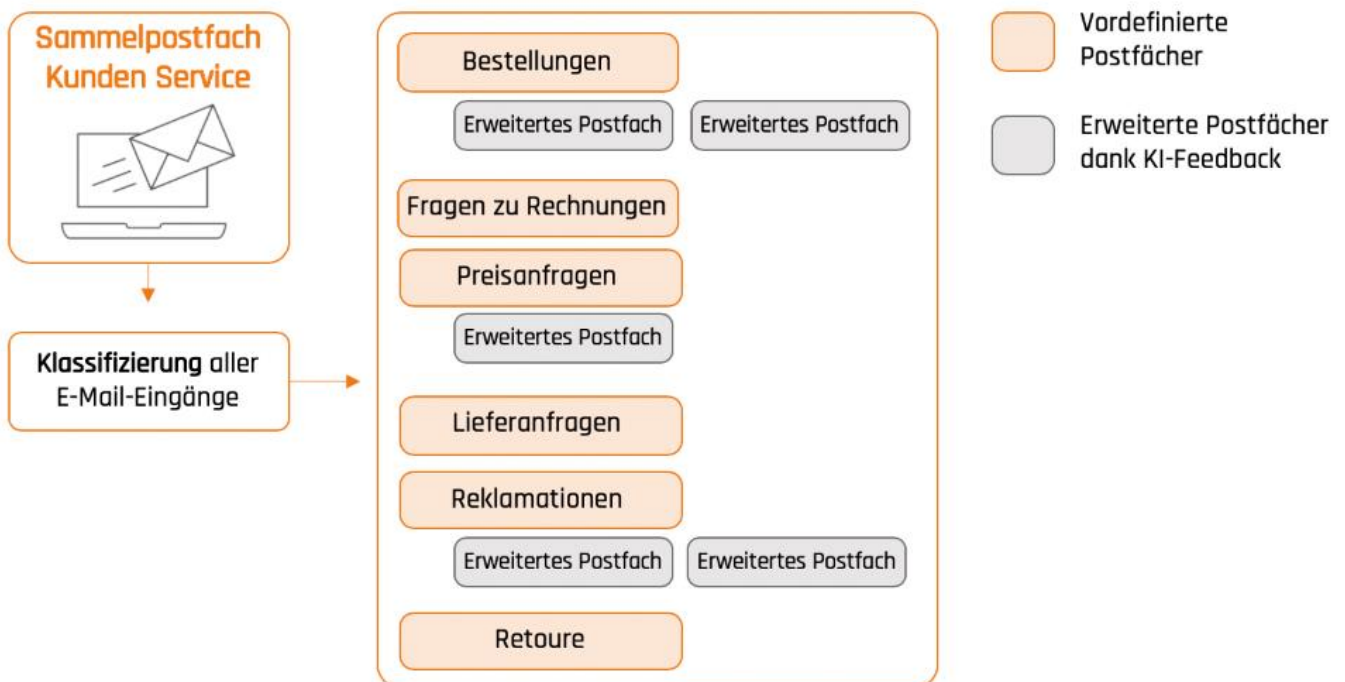 Sammelpostfach
Kunden Service
Klassifizierung aller
E-Mail-Eingänge
Bestellungen
Erweitertes Postfach
Erweitertes Postfach
Fragen zu Rechnungen
Preisanfragen
Erweitertes Postfach
Lieferanfragen
Reklamationen
Erweitertes Postfach
Erweitertes Postfach
Retoure
Vordefinierte
Postfächer
Erweiterte Postfächer
dank KI-Feedback